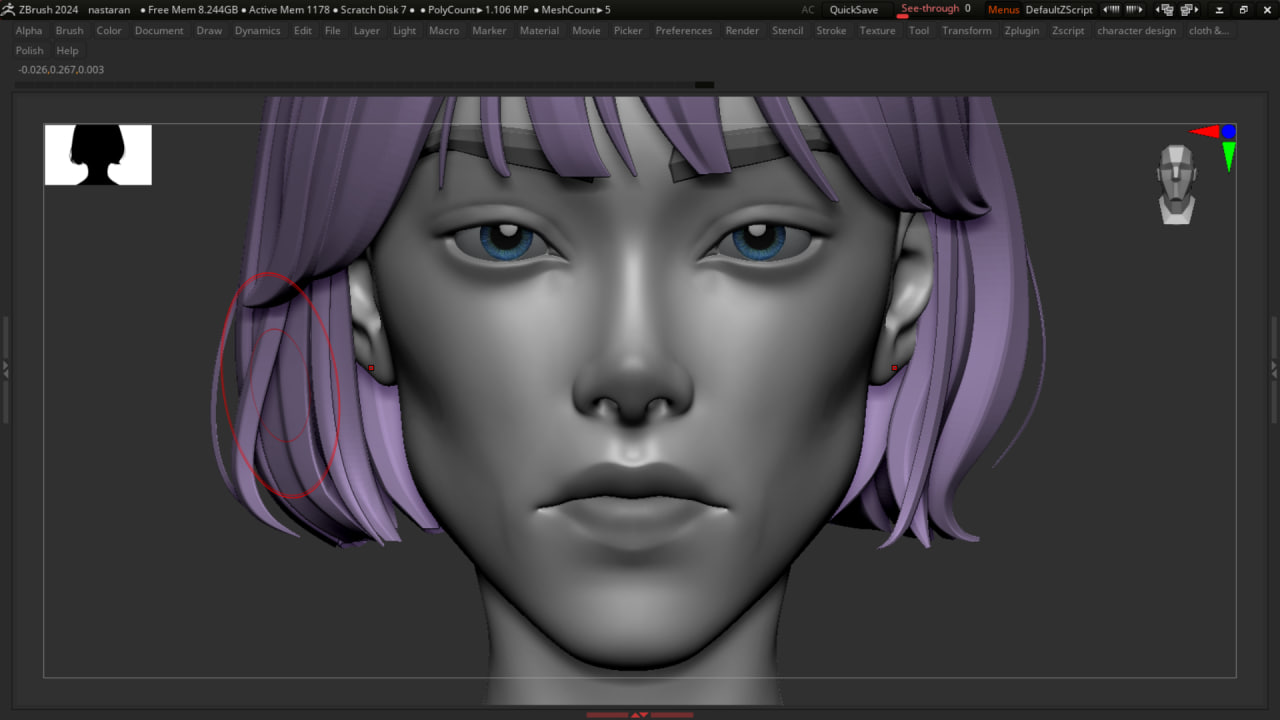 ZBrush 2024 nastaran ● Free Mem 8.244GB ● Active Mem 1178 ● Scratch Disk 7 ● ● PolyCount► 1.106 MP ● MeshCount► 5 AC QuickSave See-through 0 Menus DefaultZScript
Alpha Brush Color Document Draw Dynamics Edit File Layer Light Macro Marker Material Movie Picker Preferences Render Stencil Stroke Texture Tool Transform Zplugin Zscript character design cloth &...
Polish Help
-0.026,0.267,0.003